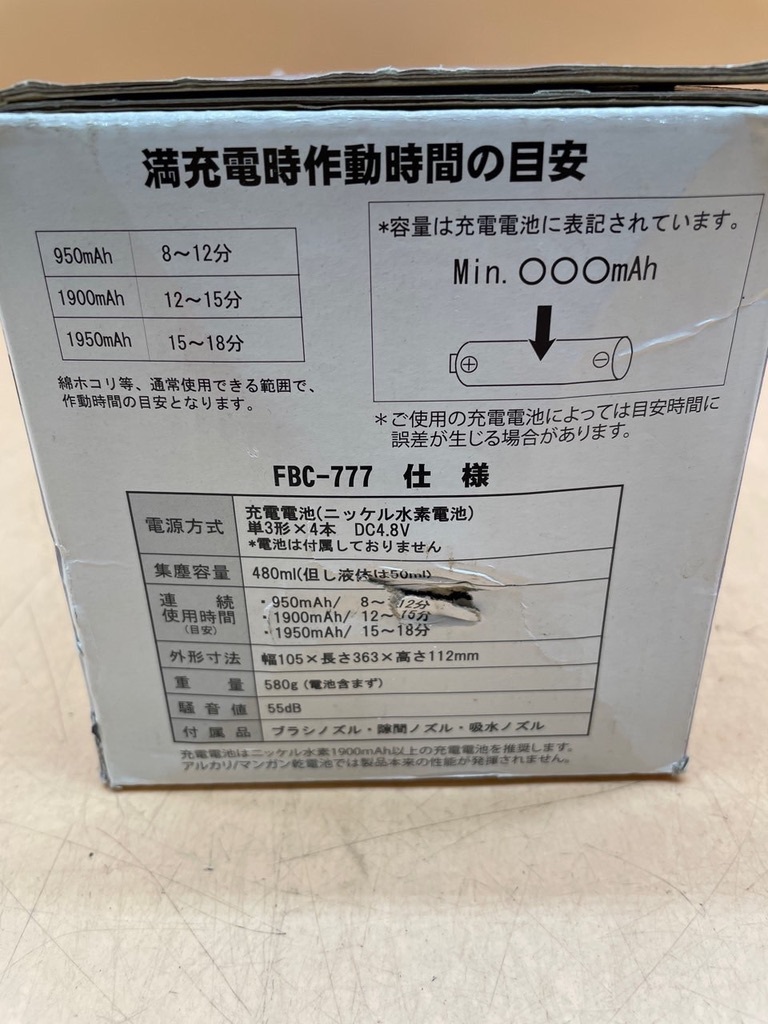 満充電時作動時間の目安
950mAh 8〜12分
1900mAh 12〜15分
1950mAh 15〜18分
綿ホコリ等、通常使用できる範囲で、
作動時間の目安となります。
*容量は充電電池に表記されています。
Min. 〇〇〇mAh
⊕ ⊖
*ご使用の充電電池によっては目安時間に
誤差が生じる場合があります。
FBC-777 仕 様
電源方式 充電電池(ニッケル水素電池)
単3形×4本 DC4.8V
*電池は付属しておりません
集塵容量 480ml(但し液体は50ml)
連 続
使用時間
(目安)
・950mAh/ 8〜12分
・1900mAh/ 12〜15分
・1950mAh/ 15〜18分
外形寸法 幅105×長さ363×高さ112mm
重 量 580g(電池含まず)
騒音値 55dB
付属品 ブラシノズル・隙間ノズル・吸水ノズル
充電電池はニッケル水素1900mAh以上の充電電池を推奨します。
アルカリ/マンガン乾電池では製品本来の性能が発揮されません。